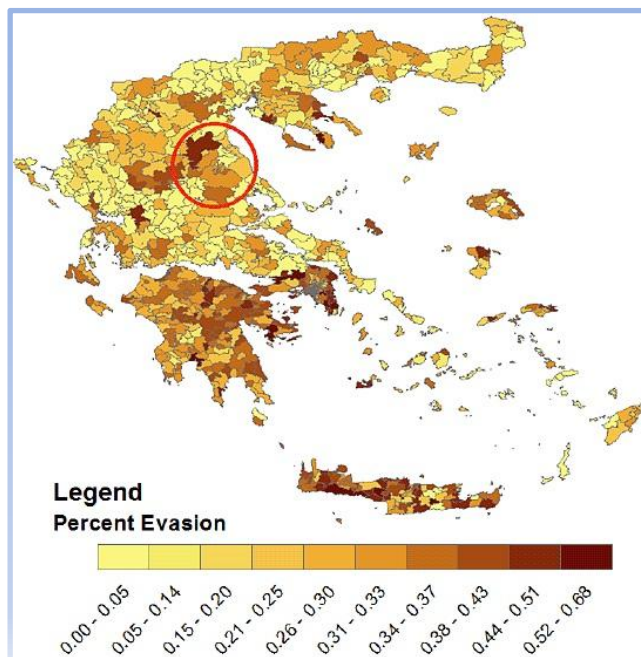 Legend
Percent Evasion
0.00 - 0.05
0.05 - 0.14
0.15 - 0.20
0.21 - 0.25
0.26 - 0.30
0.31 - 0.33
0.34 - 0.37
0.38 - 0.43
0.44 - 0.51
0.52 - 0.68